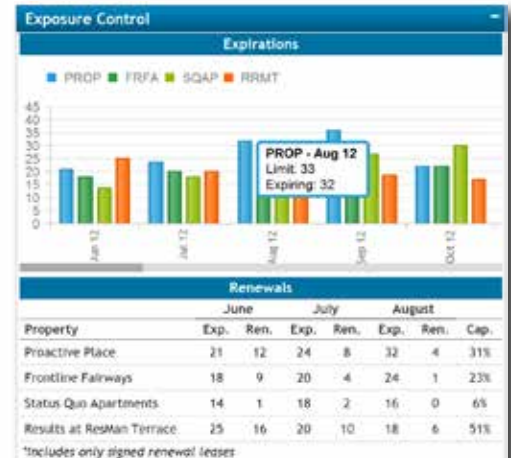 Exposure Control
Expirations
PROP FRFA SQAP RRMT
45
40
35
30
25
20
15
10
5
0
PROP - Aug 12
Limit: 33
Expiring: 32
Jun 12 Jul 12 Aug 12 Sep 12 Oct 12
Renewals
June July August
Property Exp. Ren. Exp. Ren. Exp. Ren. Cap.
Proactive Place 21 12 24 8 32 4 31%
Frontline Fairways 18 9 20 4 24 1 23%
Status Quo Apartments 14 1 18 2 16 0 6%
Results at ResMan Terrace 25 16 20 10 18 6 51%
*Includes only signed renewal leases